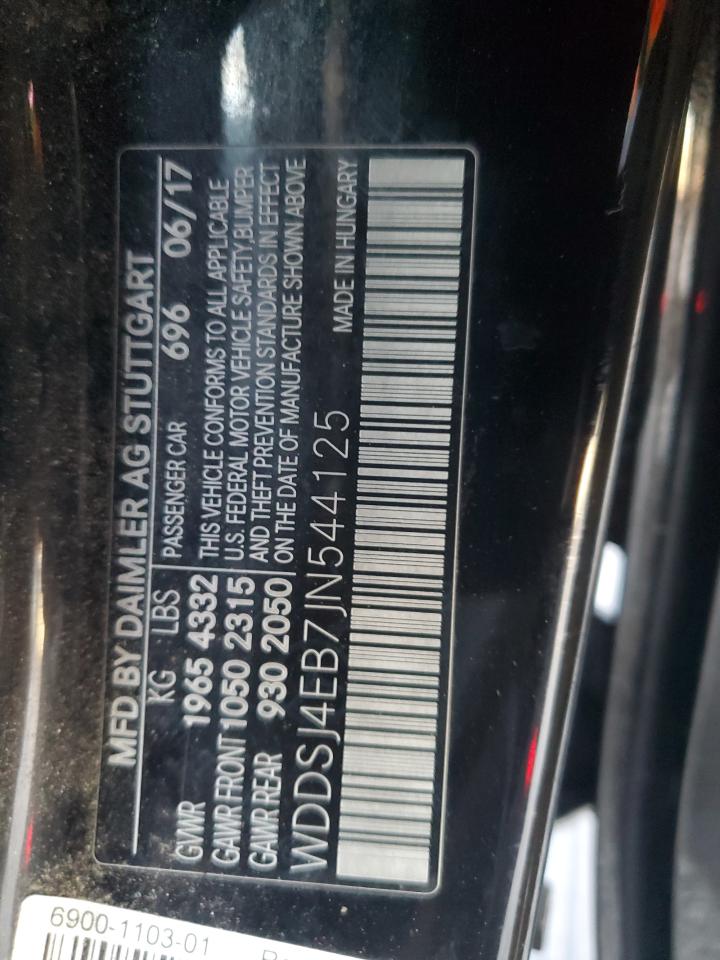 MFD BY DAIMLER AG STUTTGART
KG LBS PASSENGER CAR 696 06/17
GVWR 1965 4332 THIS VEHICLE CONFORMS TO ALL APPLICABLE
GAWR FRONT 1050 2315 U.S. FEDERAL MOTOR VEHICLE SAFETY BUMPER
GAWR REAR 930 2050 AND THEFT PREVENTION STANDARDS IN EFFECT
ON THE DATE OF MANUFACTURE SHOWN ABOVE
WDDSJ4EB7JN544125 MADE IN HUNGARY
6900-1103-01